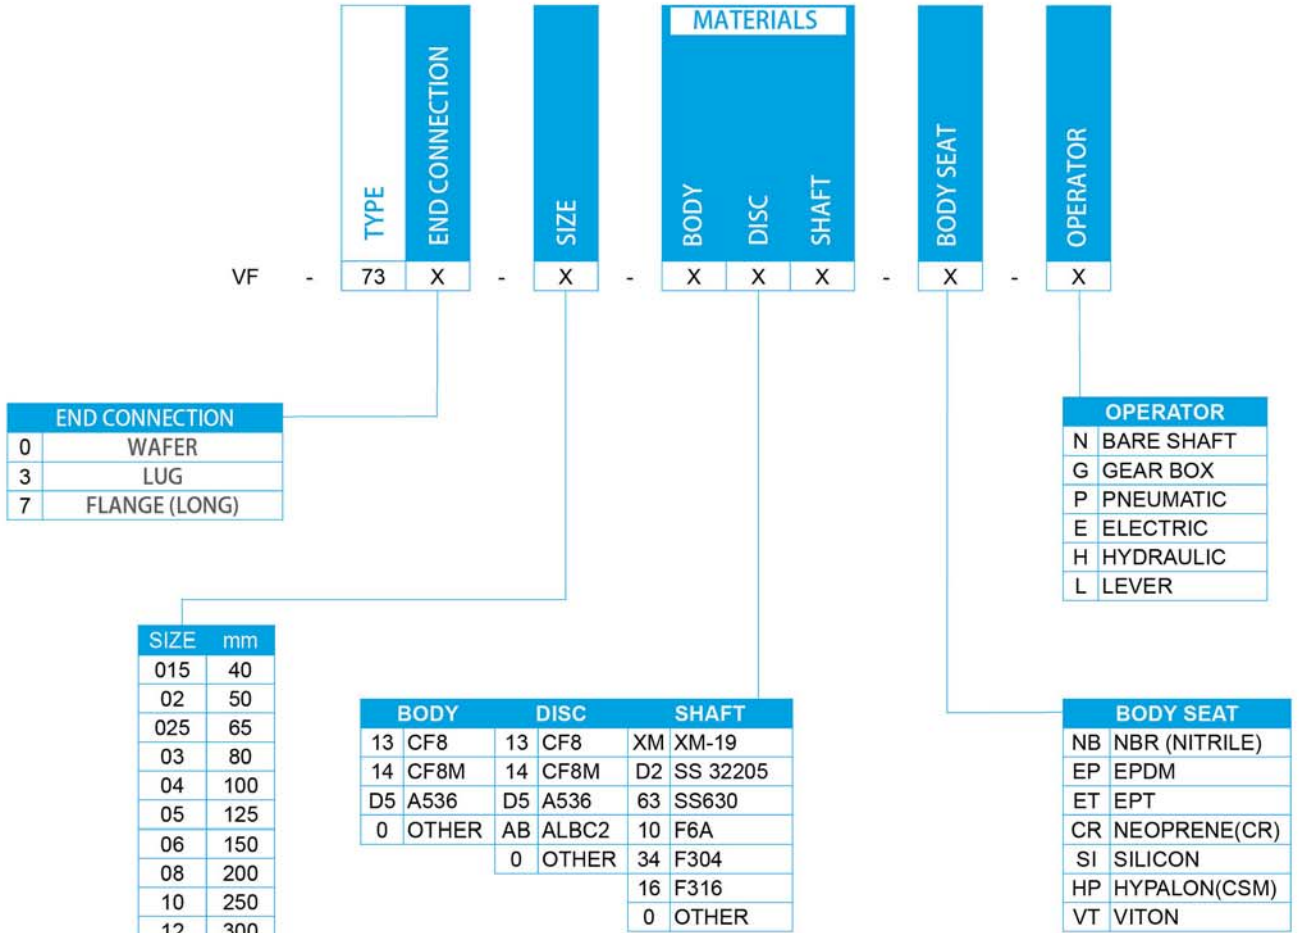 MATERIALS
TYPE
END CONNECTION
SIZE
BODY
DISC
SHAFT
BODY SEAT
OPERATOR
VF - 73 X - X - X X X - X - X
END CONNECTION
0 WAFER
3 LUG
7 FLANGE (LONG)
OPERATOR
N BARE SHAFT
G GEAR BOX
P PNEUMATIC
E ELECTRIC
H HYDRAULIC
L LEVER
SIZE mm
015 40
02 50
025 65
03 80
04 100
05 125
06 150
08 200
10 250
12 300
BODY DISC SHAFT
13 CF8 13 CF8 XM XM-19
14 CF8M 14 CF8M D2 SS 32205
D5 A536 D5 A536 63 SS630
0 OTHER AB ALBC2 10 F6A
0 OTHER 34 F304
16 F316
0 OTHER
BODY SEAT
NB NBR (NITRILE)
EP EPDM
ET EPT
CR NEOPRENE(CR)
SI SILICON
HP HYPALON(CSM)
VT VITON